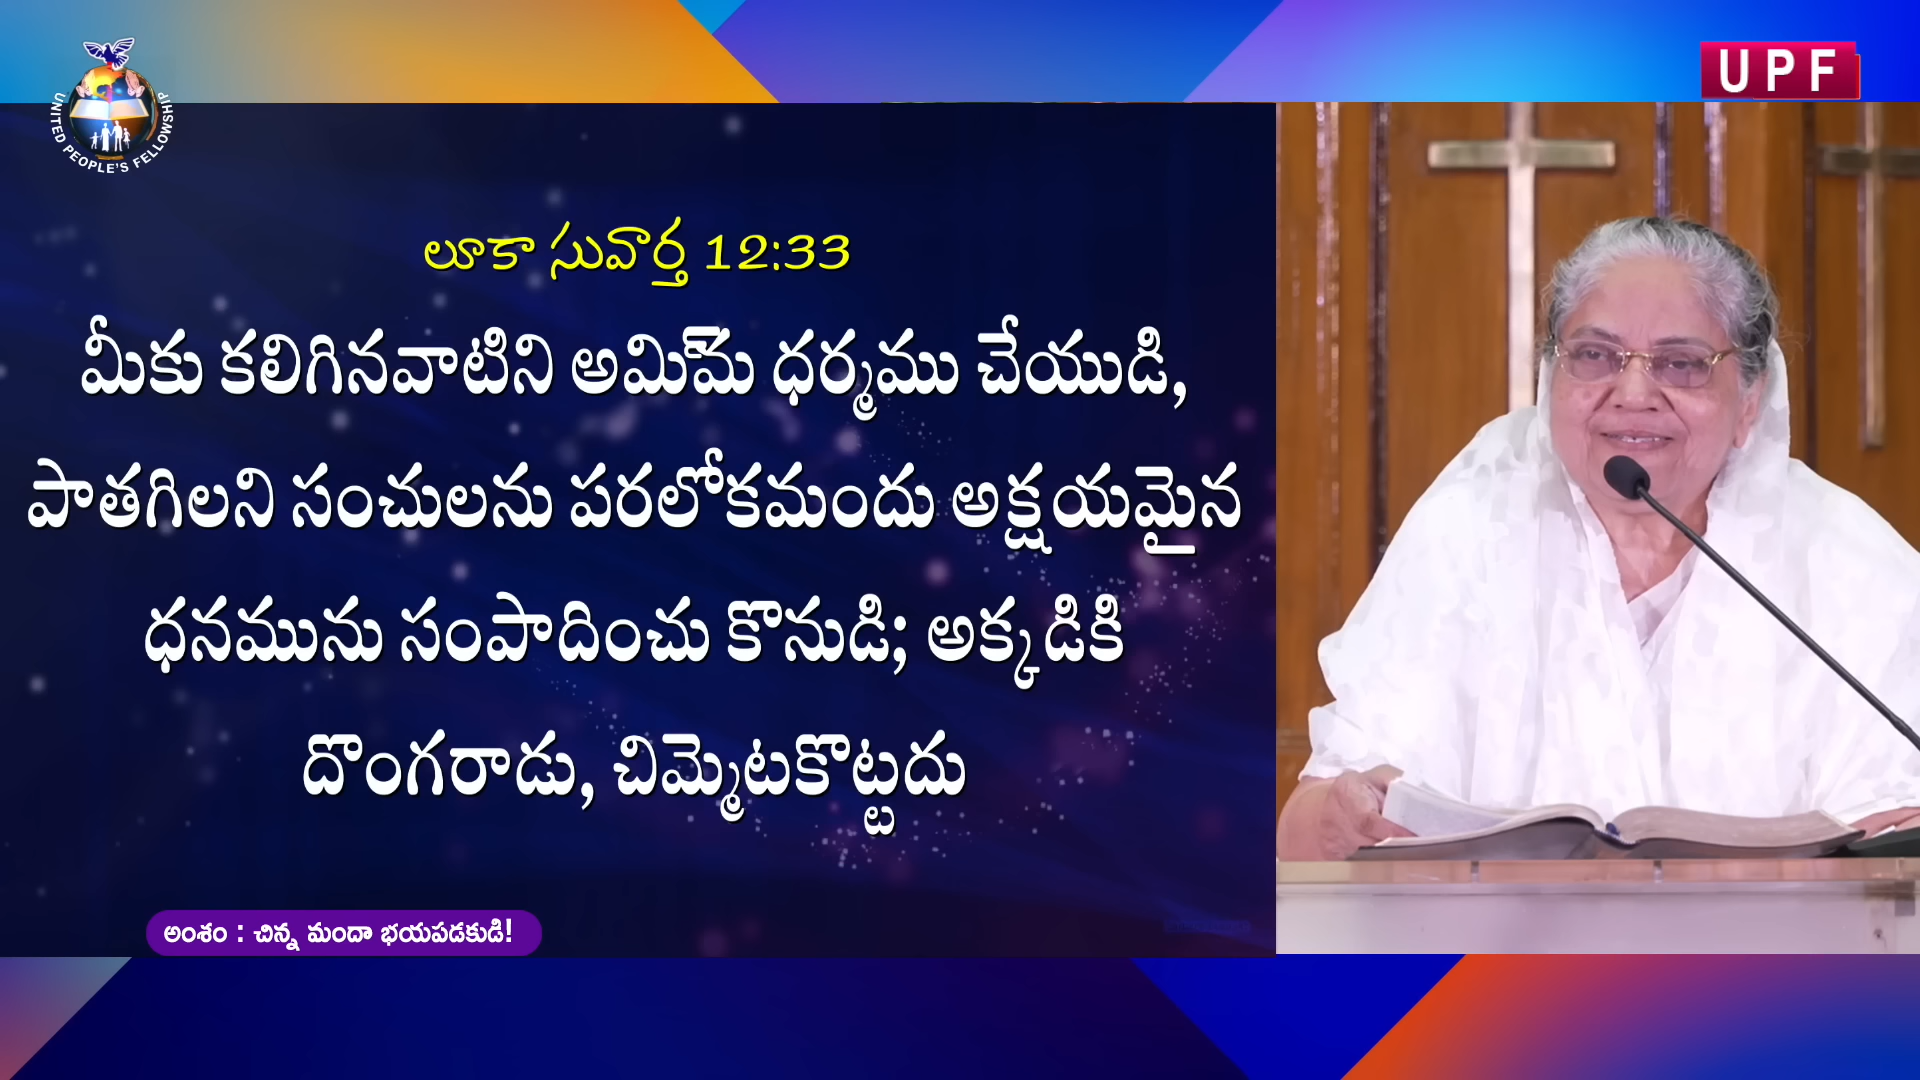 UNITED PEOPLE'S FELLOWSHIP
UPF
లూకా సువార్త 12:33
మీకు కలిగినవాటిని అమ్మి ధర్మము చేయుడి,
పాతగిలని సంచులను పరలోకమందు అక్షయమైన
ధనమును సంపాదించు కొనుడి; అక్కడికి
దొంగరాడు, చిమ్మెటకొట్టదు
అంశం : చిన్న మందా భయపడకుడి!